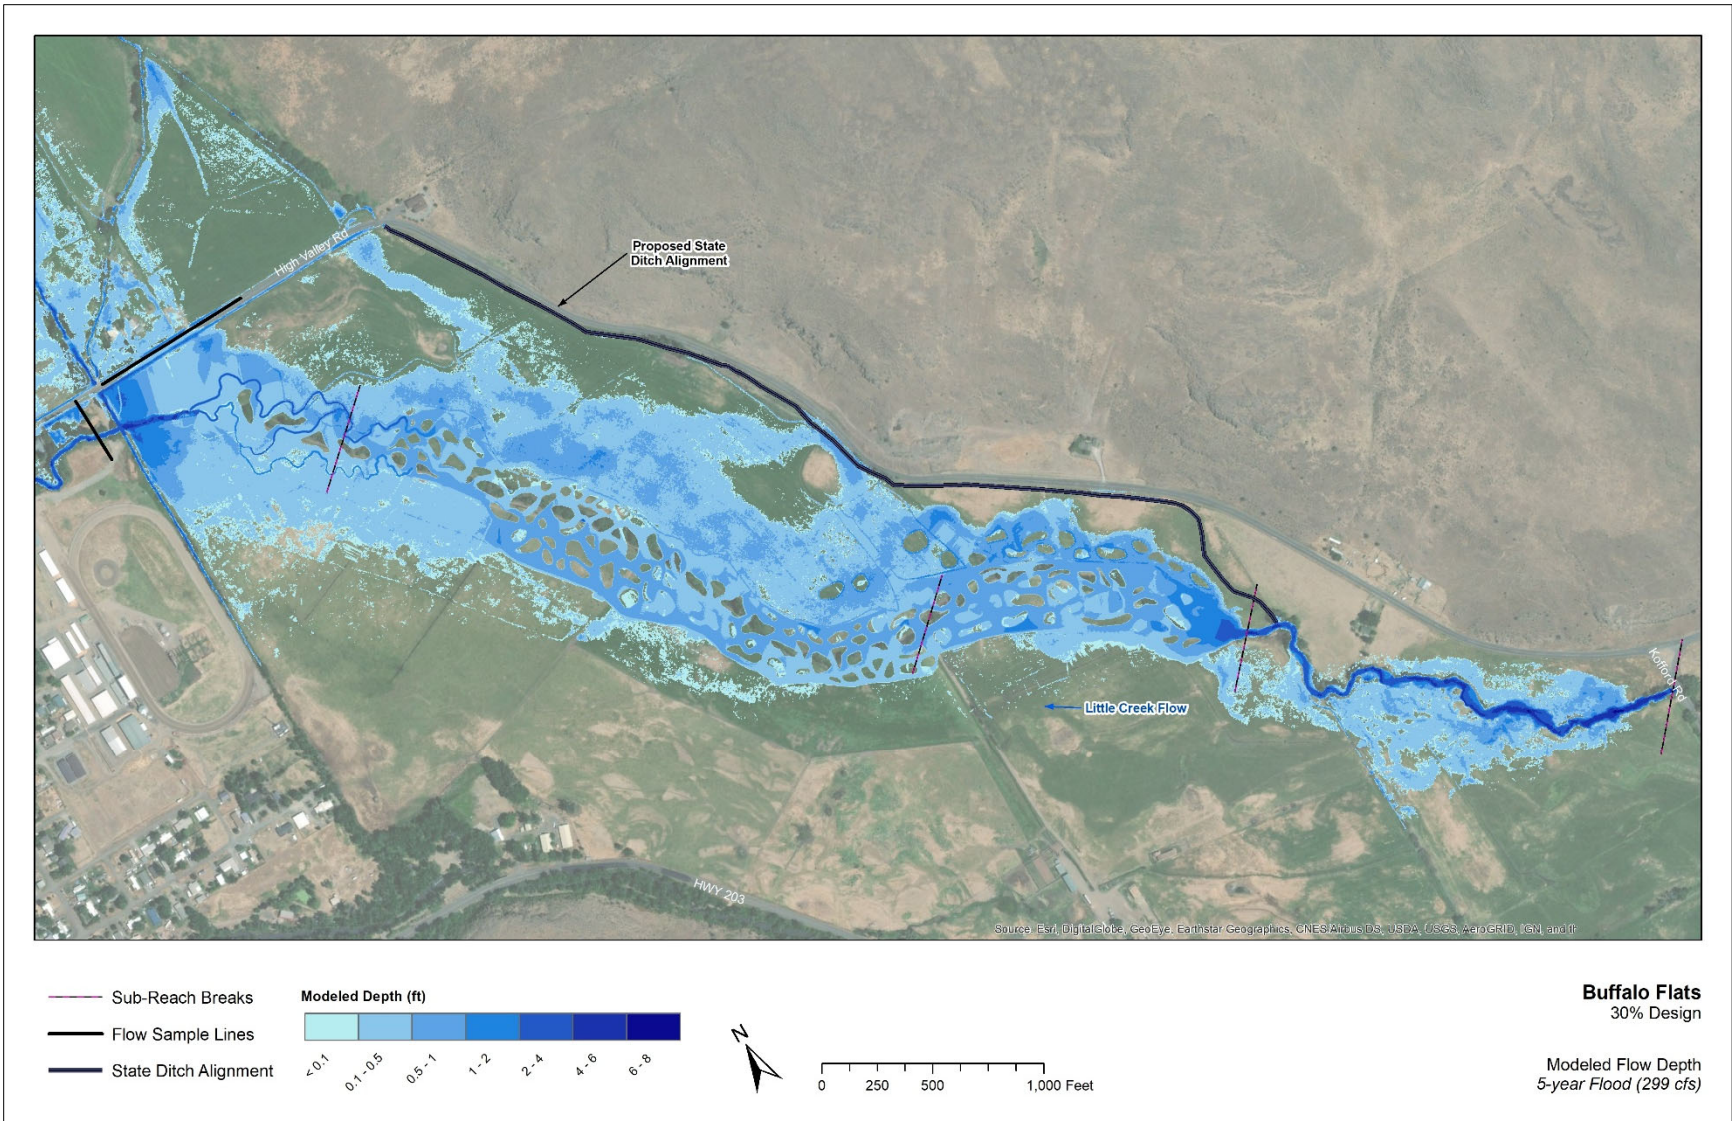 High Valley Rd
Proposed State
Ditch Alignment
Kofford Rd
Little Creek Flow
HWY 203
Source: Esri, DigitalGlobe, GeoEye, Earthstar Geographics, CNES/Airbus DS, USDA, USGS, AeroGRID, IGN, and th
Sub-Reach Breaks
Flow Sample Lines
State Ditch Alignment
Modeled Depth (ft)
< 0.1
0.1 - 0.5
0.5 - 1
1 - 2
2 - 4
4 - 6
6 - 8
N
0 250 500 1,000 Feet
Buffalo Flats
30% Design
Modeled Flow Depth
5-year Flood (299 cfs)